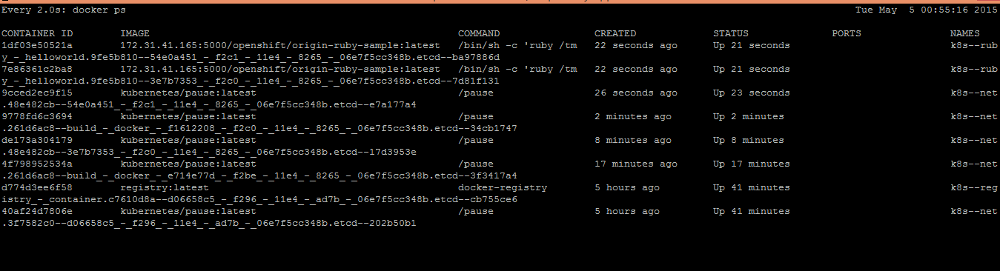 Every 2.0s: docker ps Tue May 5 00:55:16 2015
CONTAINER ID IMAGE COMMAND CREATED STATUS PORTS NAMES
1df03e50521a 172.31.41.165:5000/openshift/origin-ruby-sample:latest /bin/sh -c 'ruby /tm 22 seconds ago Up 21 seconds k8s--rub
y_-_helloworld.9fe5b810--54e0a451_-_f2c1_-_11e4_-_8265_-_06e7f5cc348b.etcd--ba97886d
7e86361c2ba8 172.31.41.165:5000/openshift/origin-ruby-sample:latest /bin/sh -c 'ruby /tm 22 seconds ago Up 21 seconds k8s--rub
y_-_helloworld.9fe5b810--3e7b7353_-_f2c0_-_11e4_-_8265_-_06e7f5cc348b.etcd--7d81f131
9cced2ec9f15 kubernetes/pause:latest /pause 26 seconds ago Up 23 seconds k8s--net
.48e482cb--54e0a451_-_f2c1_-_11e4_-_8265_-_06e7f5cc348b.etcd--e7a177a4
9778fd6c3694 kubernetes/pause:latest /pause 2 minutes ago Up 2 minutes k8s--net
.261d6ac8--build_-_docker_-_f1612208_-_f2c0_-_11e4_-_8265_-_06e7f5cc348b.etcd--34cb1747
de173a304179 kubernetes/pause:latest /pause 8 minutes ago Up 8 minutes k8s--net
.48e482cb--3e7b7353_-_f2c0_-_11e4_-_8265_-_06e7f5cc348b.etcd--17d3953e
4f798952534a kubernetes/pause:latest /pause 17 minutes ago Up 17 minutes k8s--net
.261d6ac8--build_-_docker_-_e714e77d_-_f2be_-_11e4_-_8265_-_06e7f5cc348b.etcd--3f3417a4
d774d3ee6f58 registry:latest docker-registry 5 hours ago Up 41 minutes k8s--reg
istry_-_container.c7610d8a--d06658c5_-_f296_-_11e4_-_ad7b_-_06e7f5cc348b.etcd--cb755ce6
40af24d7806e kubernetes/pause:latest /pause 5 hours ago Up 41 minutes k8s--net
.3f7582c0--d06658c5_-_f296_-_11e4_-_ad7b_-_06e7f5cc348b.etcd--202b50b1